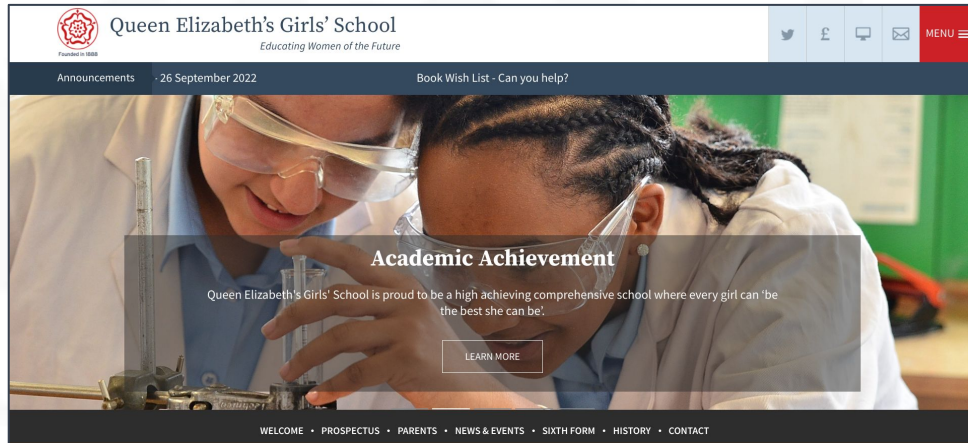 Queen Elizabeth's Girls' School
Educating Women of the Future
Founded in 1888
£
MENU
Announcements - 26 September 2022 Book Wish List - Can you help?
Academic Achievement
Queen Elizabeth's Girls' School is proud to be a high achieving comprehensive school where every girl can 'be
the best she can be'.
LEARN MORE
WELCOME • PROSPECTUS • PARENTS • NEWS & EVENTS • SIXTH FORM • HISTORY • CONTACT